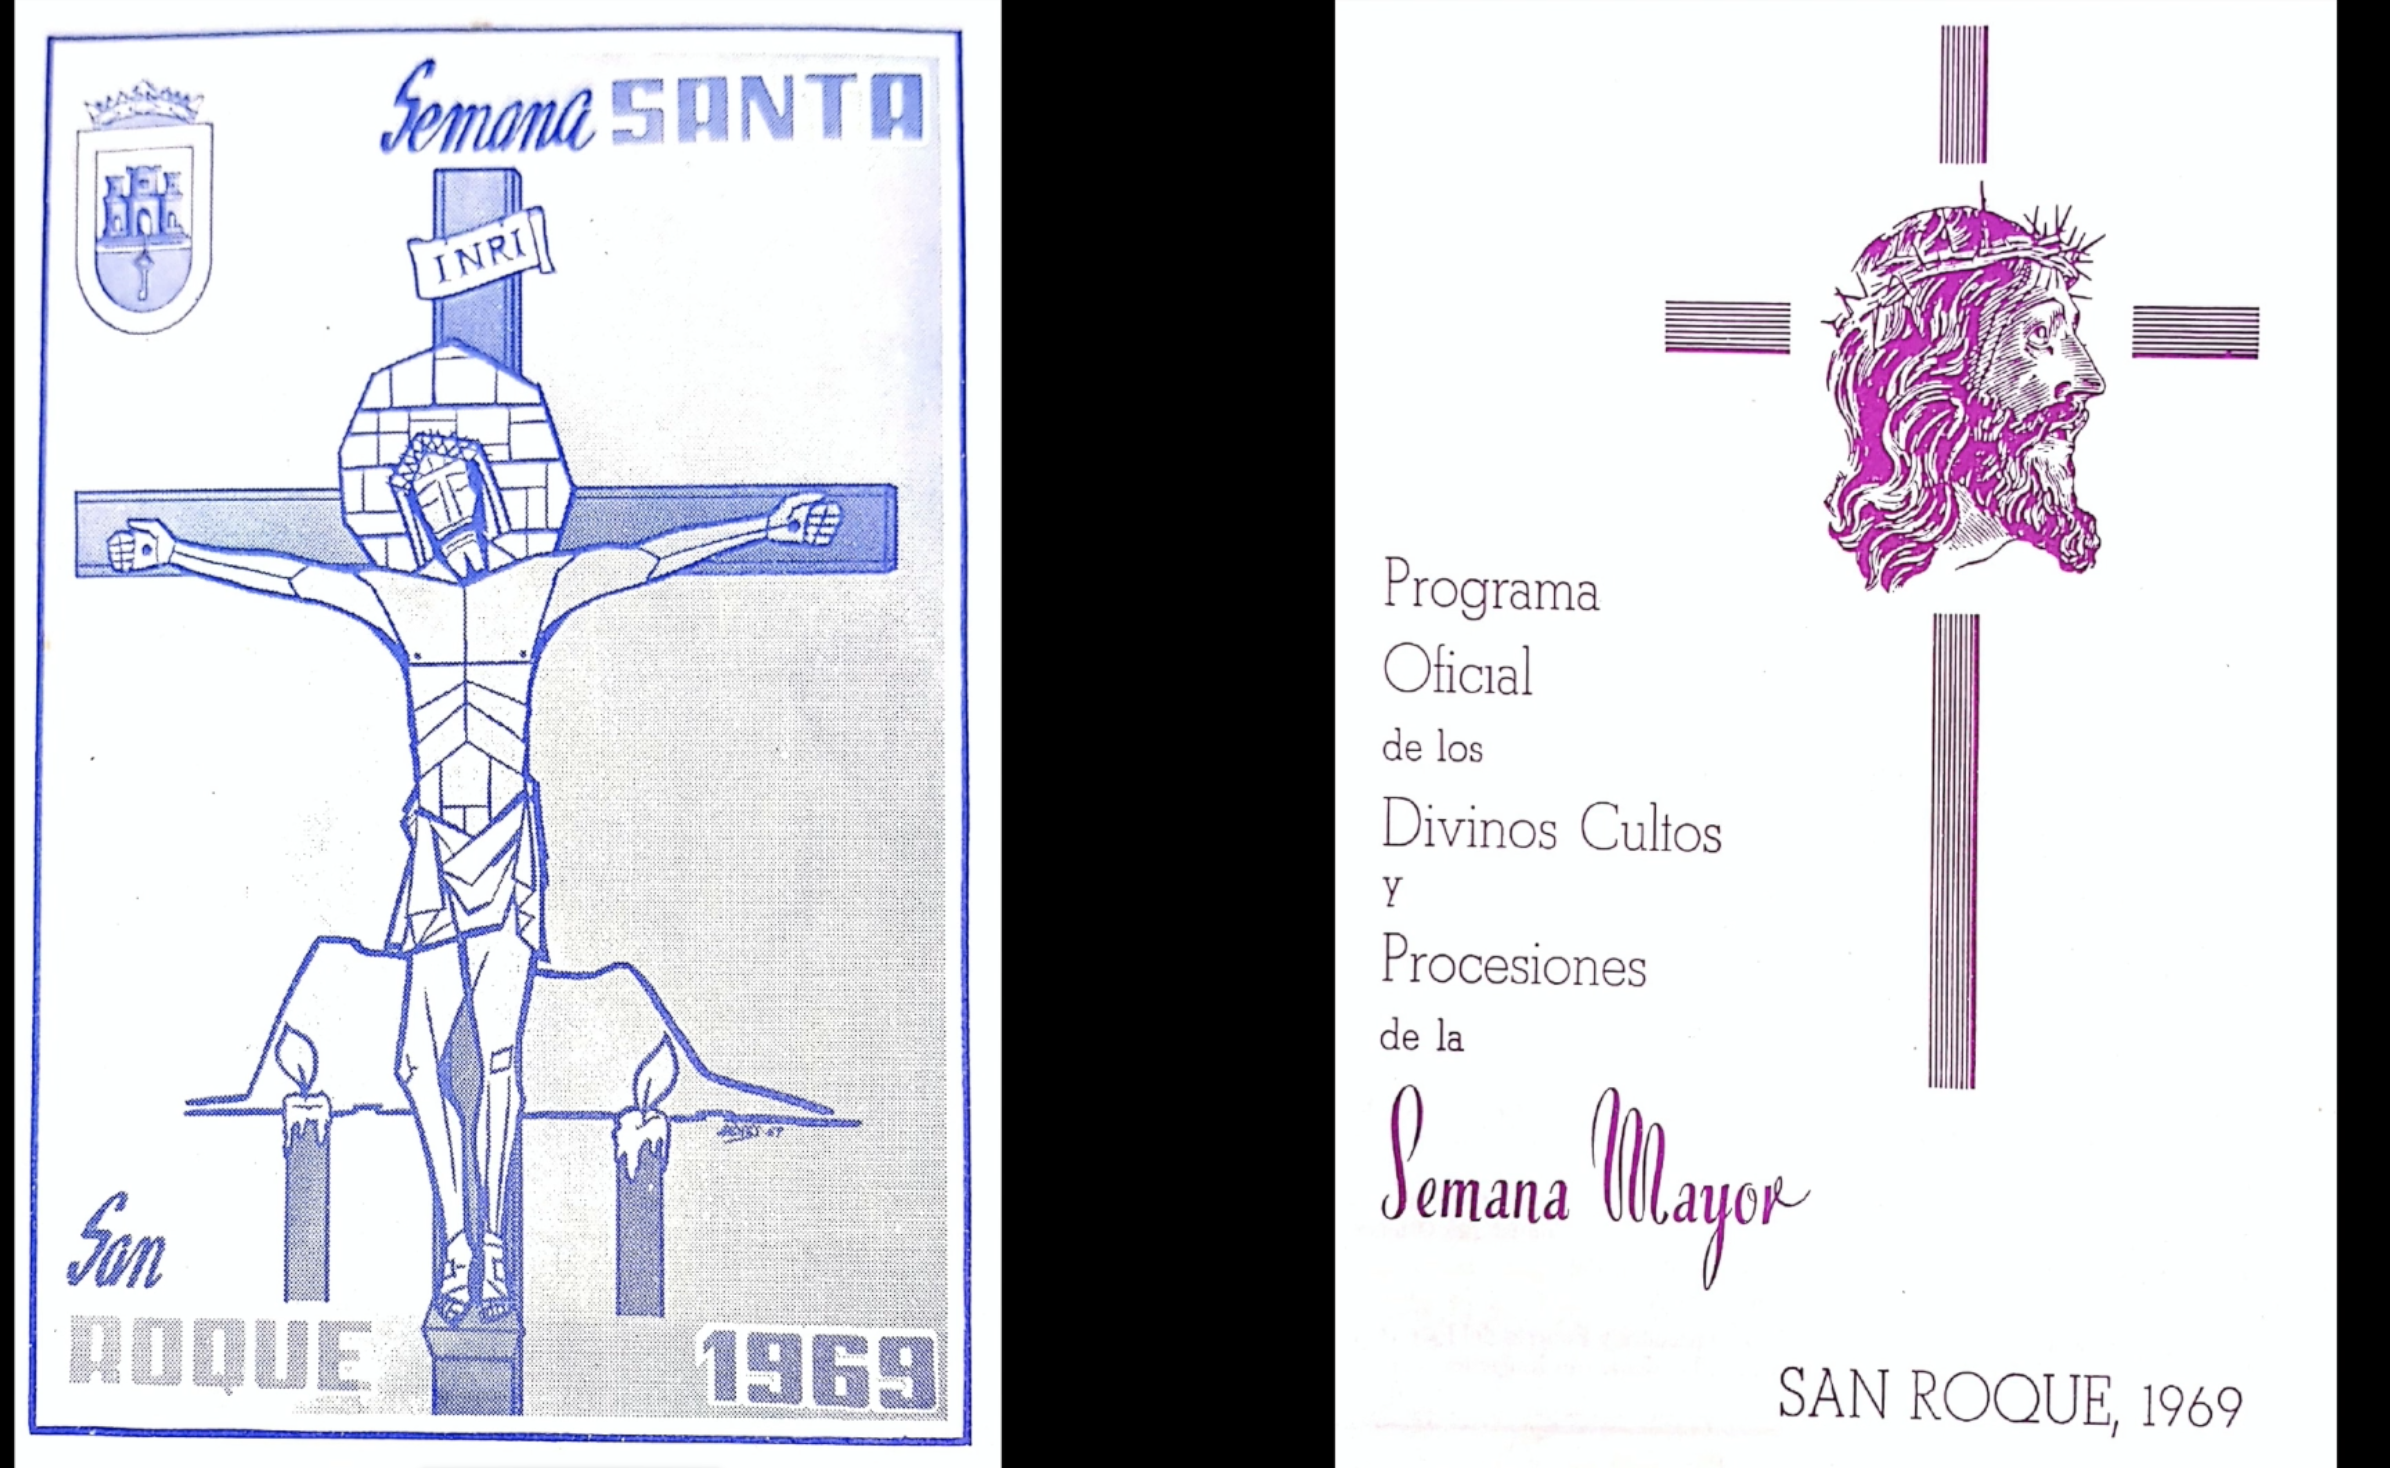 Semana SANTA
INRI
San
ROQUE
1969
Programa
Oficial
de los
Divinos Cultos
y
Procesiones
de la
Semana Mayor
SAN ROQUE, 1969